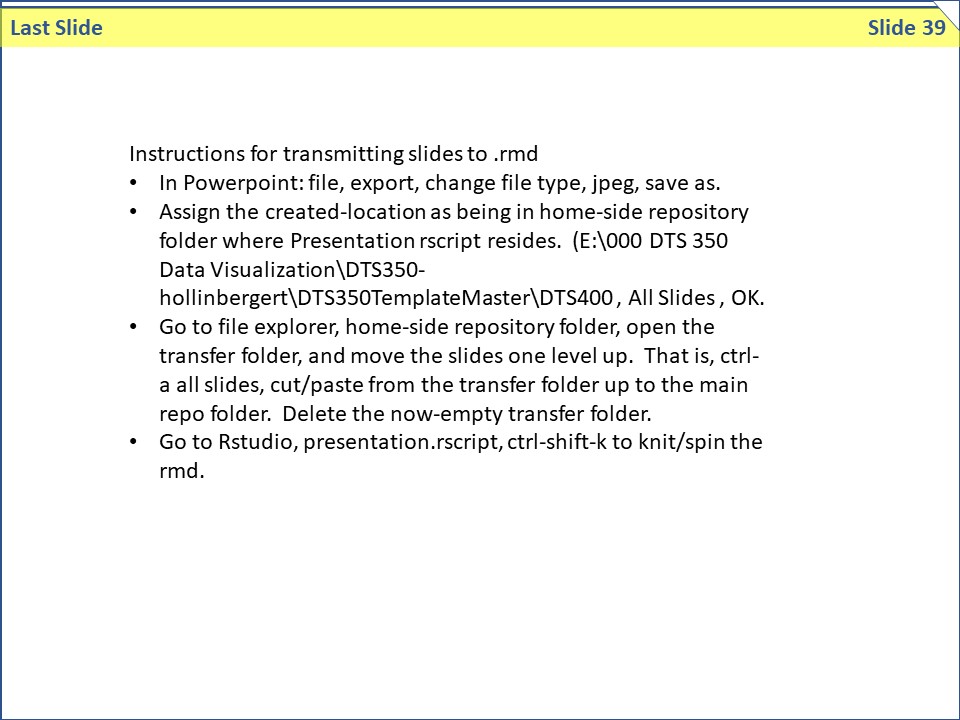 Last Slide
Slide 39
Instructions for transmitting slides to .rmd
• In Powerpoint: file, export, change file type, jpeg, save as.
• Assign the created-location as being in home-side repository
folder where Presentation rscript resides.  (E:\000 DTS 350
Data Visualization\DTS350-
hollinbergert\DTS350TemplateMaster\DTS400 , All Slides , OK.
• Go to file explorer, home-side repository folder, open the
transfer folder, and move the slides one level up.  That is, ctrl-
a all slides, cut/paste from the transfer folder up to the main
repo folder.  Delete the now-empty transfer folder.
• Go to Rstudio, presentation.rscript, ctrl-shift-k to knit/spin the
rmd.